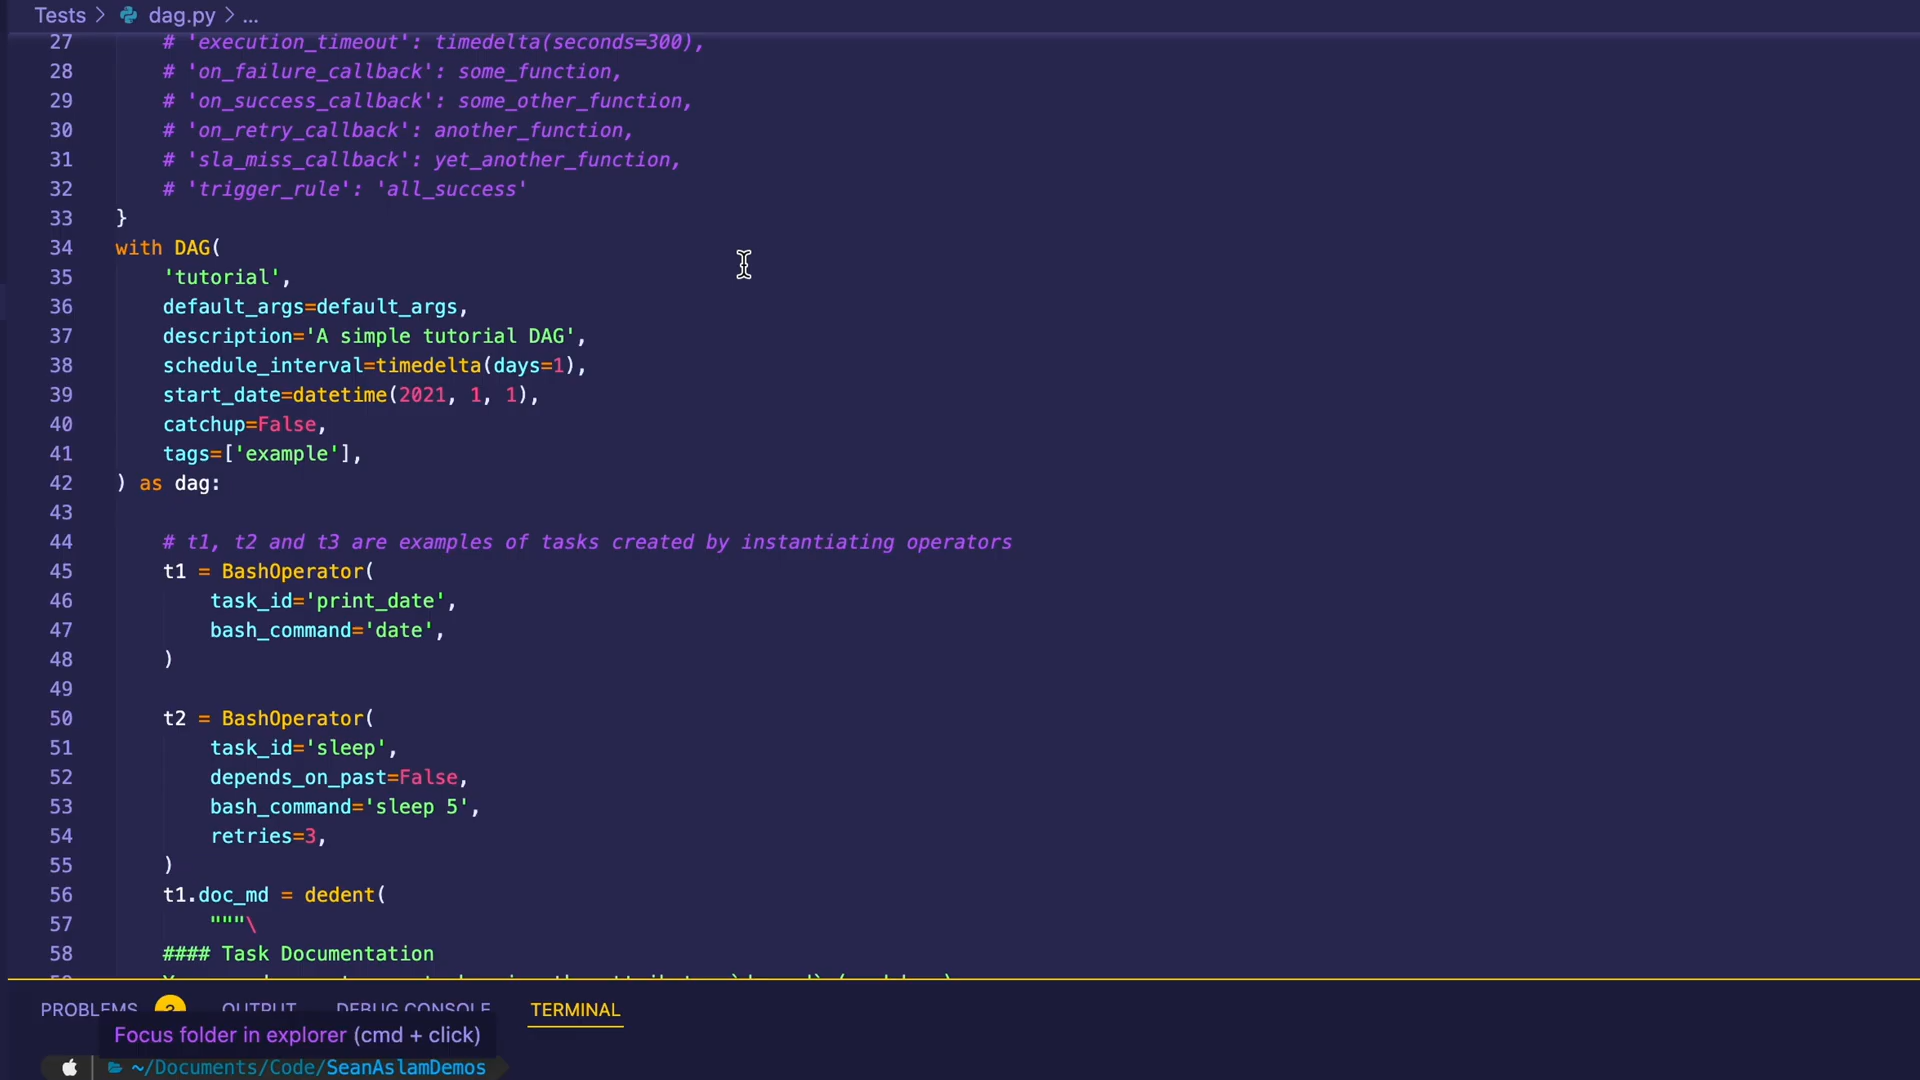 Tests > dag.py > ...
27 # 'execution_timeout': timedelta(seconds=300),
28 # 'on_failure_callback': some_function,
29 # 'on_success_callback': some_other_function,
30 # 'on_retry_callback': another_function,
31 # 'sla_miss_callback': yet_another_function,
32 # 'trigger_rule': 'all_success'
33 }
34 with DAG(
35 'tutorial',
36 default_args=default_args,
37 description='A simple tutorial DAG',
38 schedule_interval=timedelta(days=1),
39 start_date=datetime(2021, 1, 1),
40 catchup=False,
41 tags=['example'],
42 ) as dag:
43
44 # t1, t2 and t3 are examples of tasks created by instantiating operators
45 t1 = BashOperator(
46 task_id='print_date',
47 bash_command='date',
48 )
49
50 t2 = BashOperator(
51 task_id='sleep',
52 depends_on_past=False,
53 bash_command='sleep 5',
54 retries=3,
55 )
56 t1.doc_md = dedent(
57 """\
58 #### Task Documentation
PROBLEMS OUTPUT DEBUG CONSOLE TERMINAL
Focus folder in explorer (cmd + click)
~/Documents/Code/SeanAslamDemos